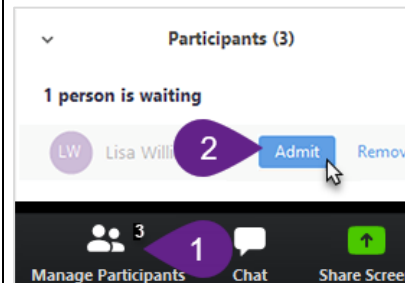 Participants (3)
1 person is waiting
LW Lisa Willi 2 Admit Remov
3
1
Manage Participants Chat Share Scree